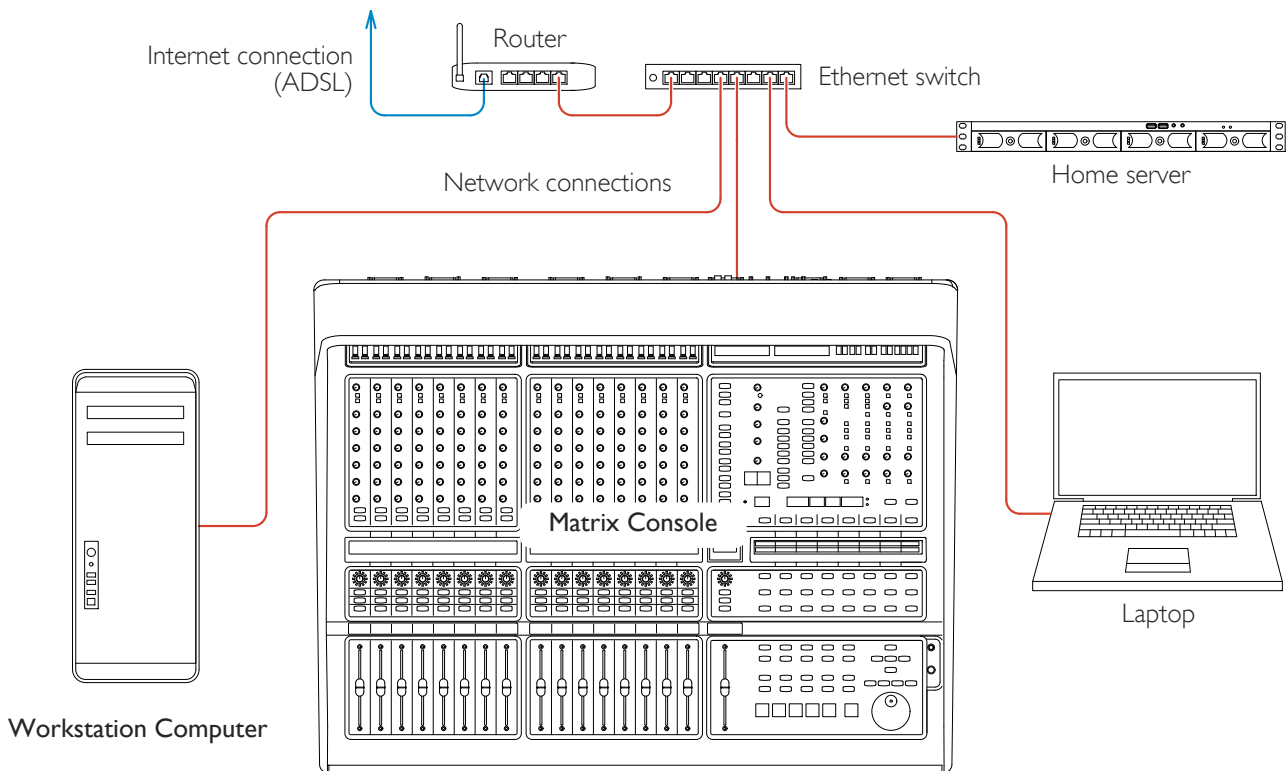 Router
Internet connection
(ADSL)
Ethernet switch
Home server
Network connections
Matrix Console
Laptop
Workstation Computer